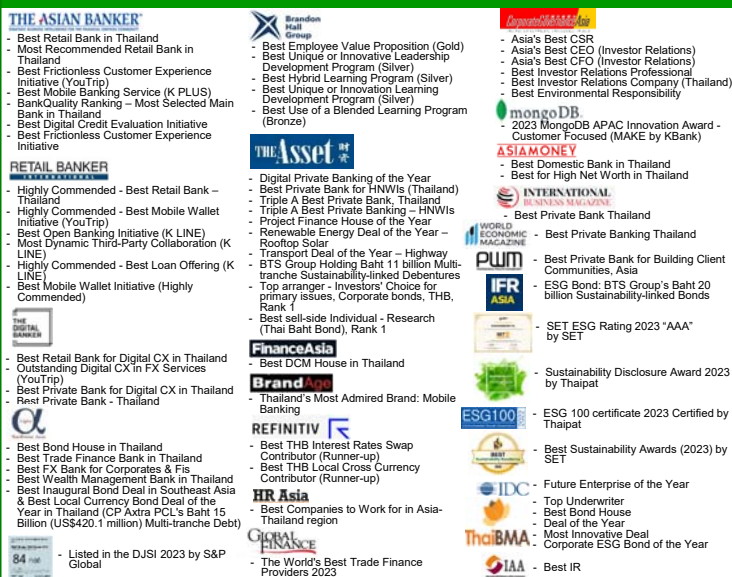 THE ASIAN BANKER
- Best Retail Bank in Thailand
- Most Recommended Retail Bank in
Thailand
- Best Frictionless Customer Experience
Initiative (YouTrip)
- Best Mobile Banking Service (K PLUS)
- BankQuality Ranking – Most Selected Main
Bank in Thailand
- Best Digital Credit Evaluation Initiative
- Best Frictionless Customer Experience
Initiative
RETAIL BANKER
INTERNATIONAL
- Highly Commended - Best Retail Bank –
Thailand
- Highly Commended - Best Mobile Wallet
Initiative (YouTrip)
- Best Open Banking Initiative (K LINE)
- Most Dynamic Third-Party Collaboration (K
LINE)
- Highly Commended - Best Loan Offering (K
LINE)
- Best Mobile Wallet Initiative (Highly
Commended)
THE
DIGITAL
BANKER
- Best Retail Bank for Digital CX in Thailand
- Outstanding Digital CX in FX Services
(YouTrip)
- Best Private Bank for Digital CX in Thailand
- Best Private Bank - Thailand
α
- Best Bond House in Thailand
- Best Trade Finance Bank in Thailand
- Best FX Bank for Corporates & Fis
- Best Wealth Management Bank in Thailand
- Best Inaugural Bond Deal in Southeast Asia
& Best Local Currency Bond Deal of the
Year in Thailand (CP Axtra PCL's Baht 15
Billion (US$420.1 million) Multi-tranche Debt)
84
- Listed in the DJSI 2023 by S&P
Global
Brandon
Hall
Group
- Best Employee Value Proposition (Gold)
- Best Unique or Innovative Leadership
Development Program (Silver)
- Best Hybrid Learning Program (Silver)
- Best Unique or Innovation Learning
Development Program (Silver)
- Best Use of a Blended Learning Program
(Bronze)
THE Asset
- Digital Private Banking of the Year
- Best Private Bank for HNWIs (Thailand)
- Triple A Best Private Bank, Thailand
- Triple A Best Private Banking – HNWIs
- Project Finance House of the Year
- Renewable Energy Deal of the Year –
Rooftop Solar
- Transport Deal of the Year – Highway
- BTS Group Holding Baht 11 billion Multi-
tranche Sustainability-linked Debentures
- Top arranger - Investors' Choice for
primary issues, Corporate bonds, THB,
Rank 1
- Best sell-side Individual - Research
(Thai Baht Bond), Rank 1
FinanceAsia
- Best DCM House in Thailand
BrandAge
- Thailand's Most Admired Brand: Mobile
Banking
REFINITIV
- Best THB Interest Rates Swap
Contributor (Runner-up)
- Best THB Local Cross Currency
Contributor (Runner-up)
HR Asia
- Best Companies to Work for in Asia-
Thailand region
GLOBAL
FINANCE
- The World's Best Trade Finance
Providers 2023
CorporateGovernanceAsia
- Asia's Best CSR
- Asia's Best CEO (Investor Relations)
- Asia's Best CFO (Investor Relations)
- Best Investor Relations Professional
- Best Investor Relations Company (Thailand)
- Best Environmental Responsibility
mongoDB.
- 2023 MongoDB APAC Innovation Award -
Customer Focused (MAKE by KBank)
ASIAMONEY
- Best Domestic Bank in Thailand
- Best for High Net Worth in Thailand
INTERNATIONAL
BUSINESS MAGAZINE
- Best Private Bank Thailand
WORLD
ECONOMIC
MAGAZINE
- Best Private Banking Thailand
PWM
- Best Private Bank for Building Client
Communities, Asia
IFR
ASIA
- ESG Bond: BTS Group's Baht 20
billion Sustainability-linked Bonds
- SET ESG Rating 2023 “AAA”
by SET
- Sustainability Disclosure Award 2023
by Thaipat
ESG100
- ESG 100 certificate 2023 Certified by
Thaipat
BEST
- Best Sustainability Awards (2023) by
SET
IDC
- Future Enterprise of the Year
ThaiBMA
- Top Underwriter
- Best Bond House
- Deal of the Year
- Most Innovative Deal
- Corporate ESG Bond of the Year
IAA
- Best IR